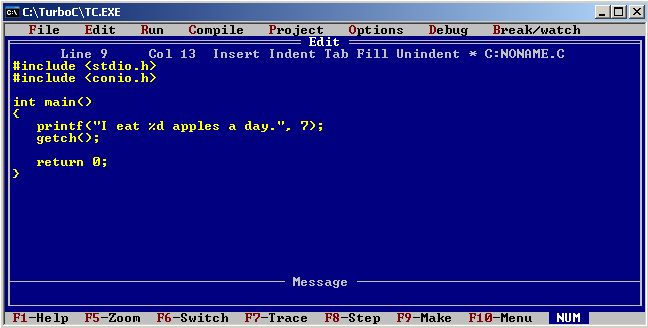 C:\TurboC\TC.EXE
File Edit Run Compile Project Options Debug Break/watch
Edit
Line 9 Col 13 Insert Indent Tab Fill Unindent * C:NONAME.C
#include <stdio.h>
#include <conio.h>
int main()
{
printf("I eat %d apples a day.", 7);
getch();
return 0;
}
Message
F1-Help F5-Zoom F6-Switch F7-Trace F8-Step F9-Make F10-Menu NUM